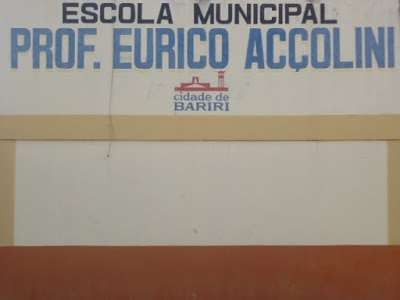 ESCOLA MUNICIPAL
PROF. EURICO ACÇOLINI
cidade de
BARIRI